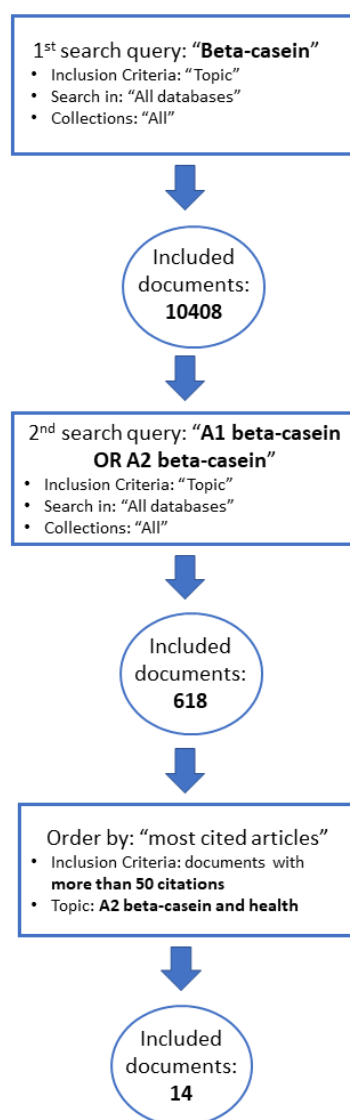 1st search query: “Beta-casein”
• Inclusion Criteria: “Topic”
• Search in: “All databases”
• Collections: “All”
Included
documents:
10408
2nd search query: “A1 beta-casein
OR A2 beta-casein”
• Inclusion Criteria: “Topic”
• Search in: “All databases”
• Collections: “All”
Included
documents:
618
Order by: “most cited articles”
• Inclusion Criteria: documents with
more than 50 citations
• Topic: A2 beta-casein and health
Included
documents:
14